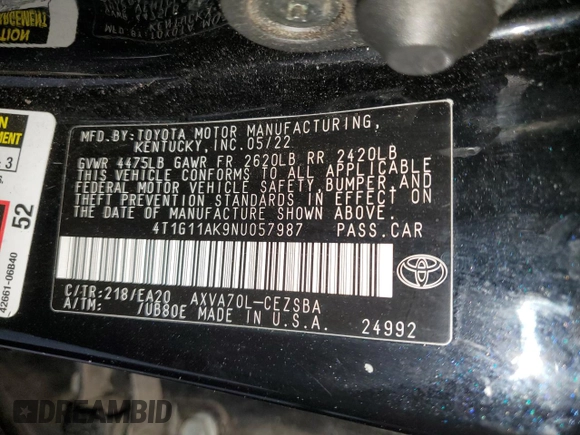 MFD.BY:TOYOTA MOTOR MANUFACTURING,
KENTUCKY, INC. 05/22
GVWR 4475LB GAWR FR 2620LB RR 2420LB
THIS VEHICLE CONFORMS TO ALL APPLICABLE
FEDERAL MOTOR VEHICLE SAFETY,BUMPER,AND
THEFT PREVENTION STANDARDS IN EFFECT ON
THE DATE OF MANUFACTURE SHOWN ABOVE.
4T1G11AK9NU057987 PASS.CAR
C/TR:218/EA20 AXVA70L-CEZSBA
A/TM: /UB80E MADE IN U.S.A. 24992
52
42661-06B40
DREAMBID